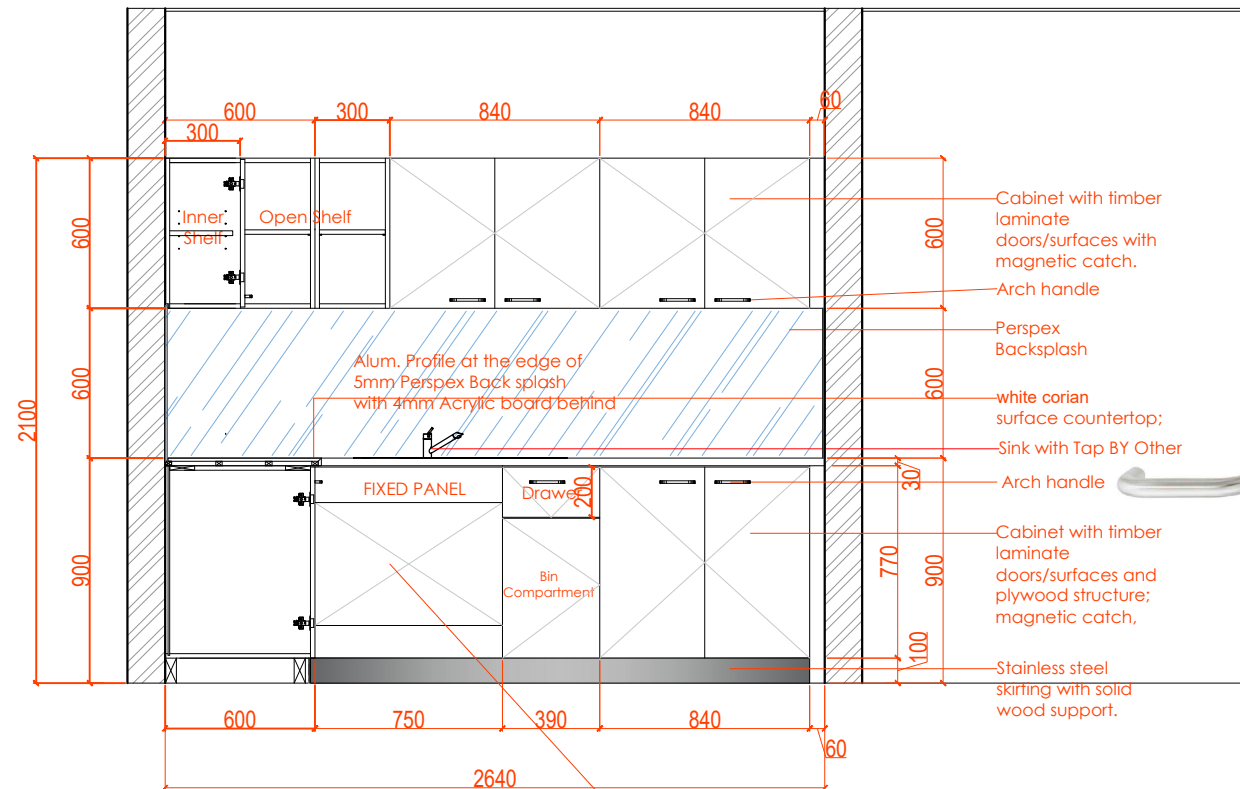 600
300
840
840
60
300
Inner
Shelf
Open Shelf
600
600
900
2100
600
600
900
Cabinet with timber
laminate
doors/surfaces with
magnetic catch.
Arch handle
Perspex
Backsplash
Alum. Profile at the edge of
5mm Perspex Back splash
with 4mm Acrylic board behind
white corian
surface countertop;
Sink with Tap BY Other
Arch handle
30
FIXED PANEL
Drawer
200
Bin
Compartment
770
100
Cabinet with timber
laminate
doors/surfaces and
plywood structure;
magnetic catch,
Stainless steel
skirting with solid
wood support.
600
750
390
840
60
2640